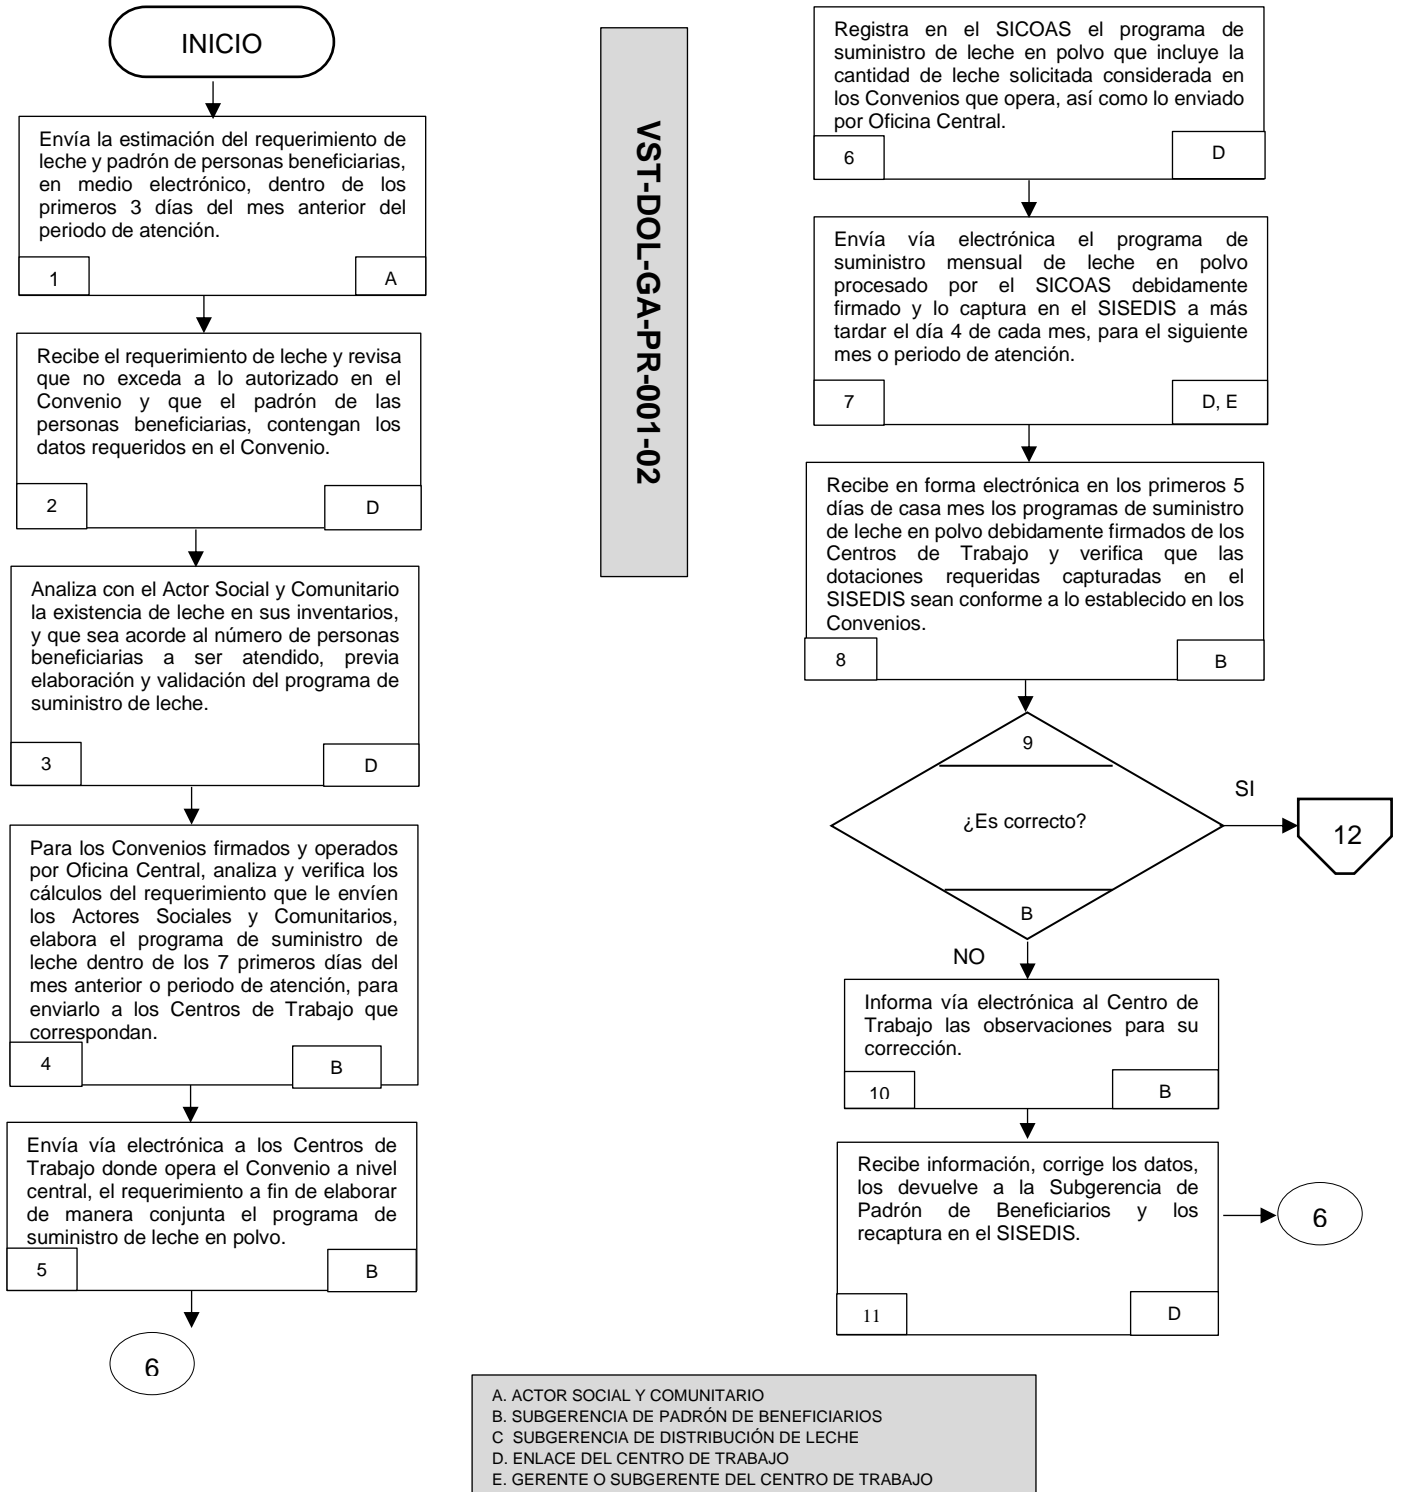 INICIO
Envía la estimación del requerimiento de
leche y padrón de personas beneficiarias,
en medio electrónico, dentro de los
primeros 3 días del mes anterior del
periodo de atención.
1
A
Recibe el requerimiento de leche y revisa
que no exceda a lo autorizado en el
Convenio y que el padrón de las
personas beneficiarias, contengan los
datos requeridos en el Convenio.
2
D
Analiza con el Actor Social y Comunitario
la existencia de leche en sus inventarios,
y que sea acorde al número de personas
beneficiarias a ser atendido, previa
elaboración y validación del programa de
suministro de leche.
3
D
Para los Convenios firmados y operados
por Oficina Central, analiza y verifica los
cálculos del requerimiento que le envíen
los Actores Sociales y Comunitarios,
elabora el programa de suministro de
leche dentro de los 7 primeros días del
mes anterior o periodo de atención, para
enviarlo a los Centros de Trabajo que
correspondan.
4
B
Envía vía electrónica a los Centros de
Trabajo donde opera el Convenio a nivel
central, el requerimiento a fin de elaborar
de manera conjunta el programa de
suministro de leche en polvo.
5
B
6
VST-DOL-GA-PR-001-02
Registra en el SICOAS el programa de
suministro de leche en polvo que incluye la
cantidad de leche solicitada considerada en
los Convenios que opera, así como lo enviado
por Oficina Central.
6
D
Envía vía electrónica el programa de
suministro mensual de leche en polvo
procesado por el SICOAS debidamente
firmado y lo captura en el SISEDIS a más
tardar el día 4 de cada mes, para el siguiente
mes o periodo de atención.
7
D, E
Recibe en forma electrónica en los primeros 5
días de casa mes los programas de suministro
de leche en polvo debidamente firmados de los
Centros de Trabajo y verifica que las
dotaciones requeridas capturadas en el
SISEDIS sean conforme a lo establecido en los
Convenios.
8
B
9
¿Es correcto?
B
SI
12
NO
Informa vía electrónica al Centro de
Trabajo las observaciones para su
corrección.
10
B
Recibe información, corrige los datos,
los devuelve a la Subgerencia de
Padrón de Beneficiarios y los
recaptura en el SISEDIS.
11
D
6
A. ACTOR SOCIAL Y COMUNITARIO
B. SUBGERENCIA DE PADRÓN DE BENEFICIARIOS
C SUBGERENCIA DE DISTRIBUCIÓN DE LECHE
D. ENLACE DEL CENTRO DE TRABAJO
E. GERENTE O SUBGERENTE DEL CENTRO DE TRABAJO